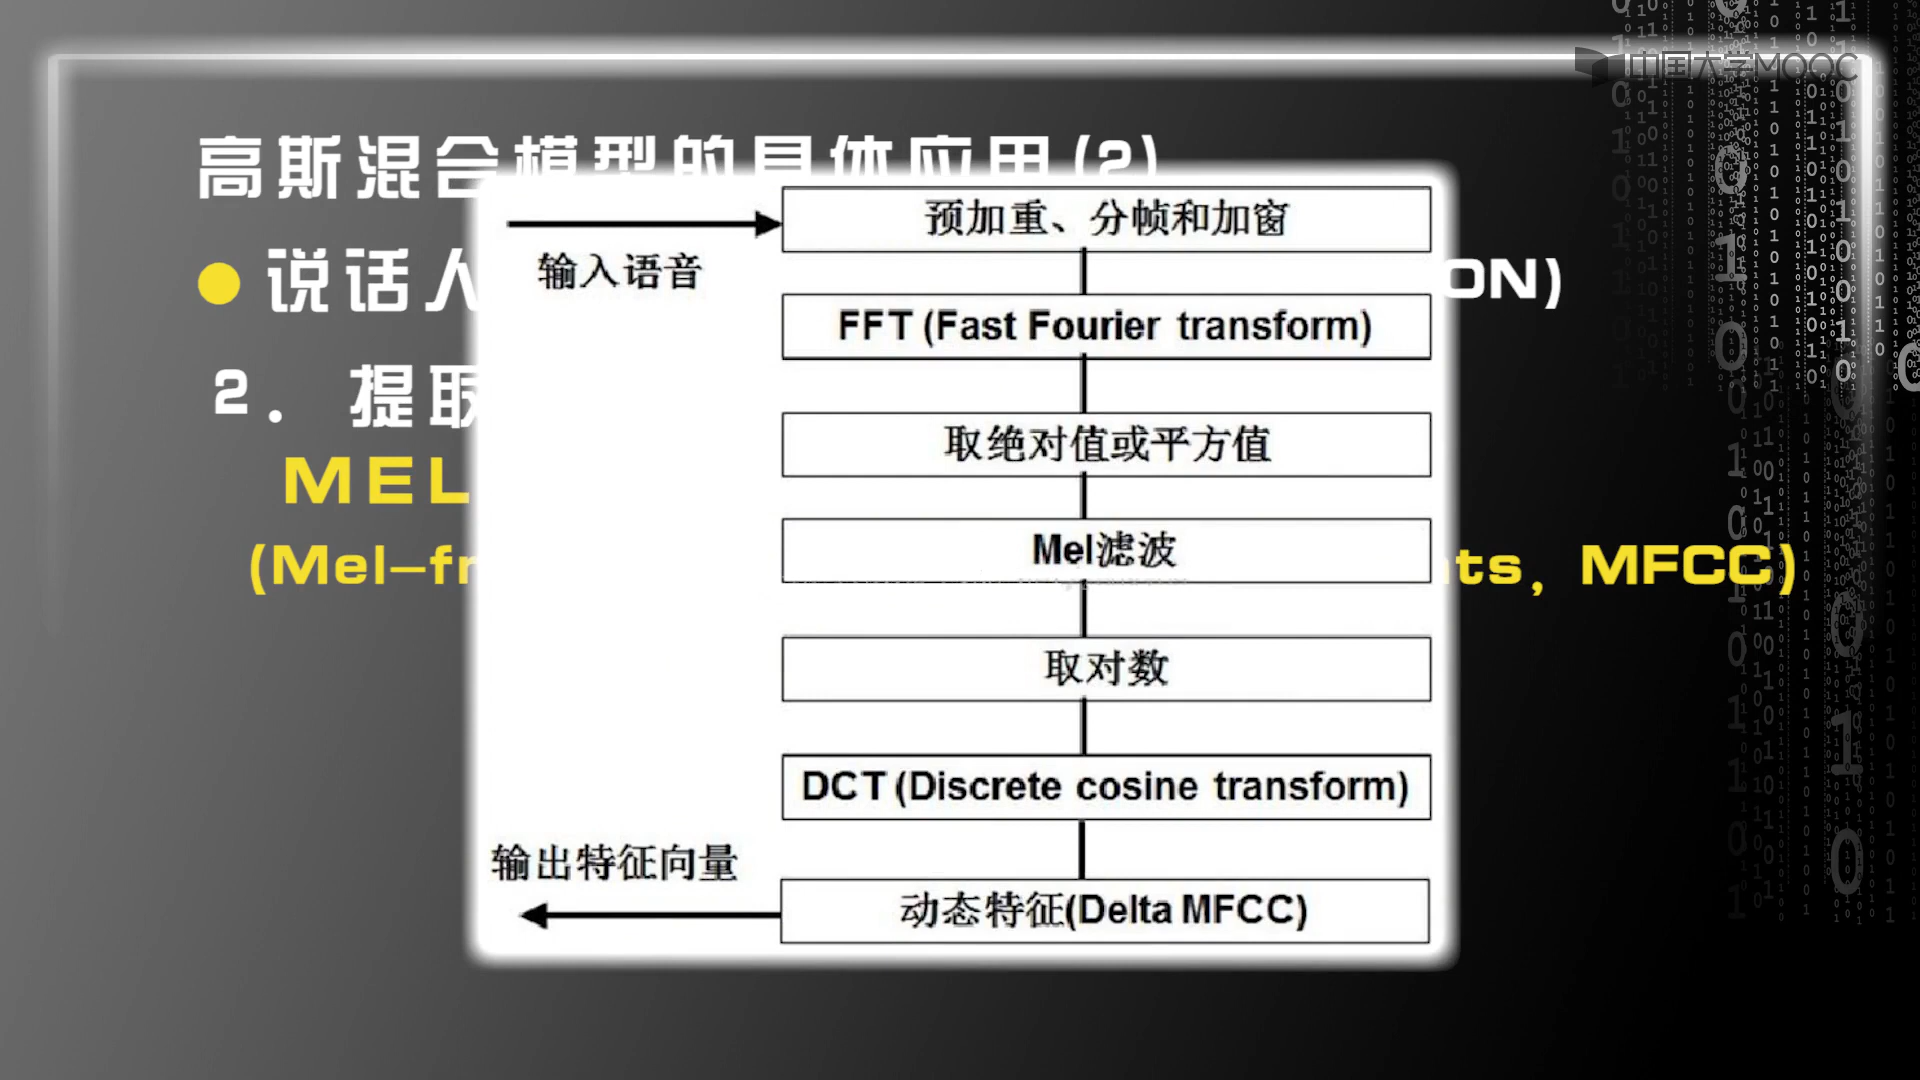 中国大学MOOC
高斯混合模型的具体应用(2)
说话人
ON)
2. 提取
MEL
(Mel-fr
nts, MFCC)
预加重、分帧和加窗
输入语音
FFT (Fast Fourier transform)
取绝对值或平方值
Mel滤波
取对数
DCT (Discrete cosine transform)
输出特征向量
动态特征(Delta MFCC)